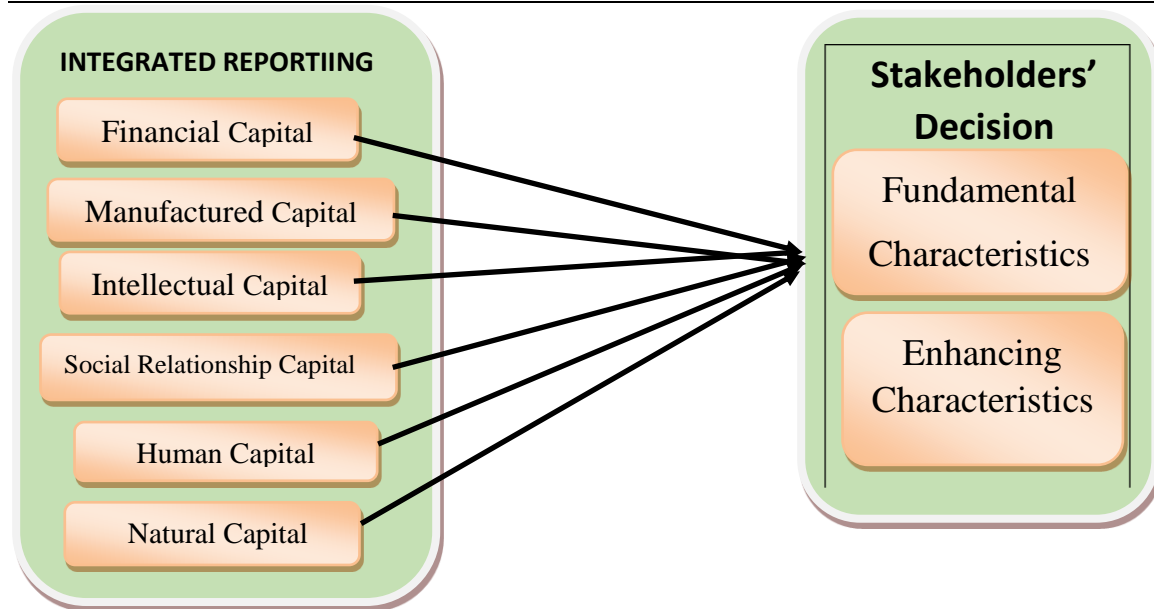 INTEGRATED REPORTIING
Financial Capital
Manufactured Capital
Intellectual Capital
Social Relationship Capital
Human Capital
Natural Capital
Stakeholders’
Decision
Fundamental
Characteristics
Enhancing
Characteristics